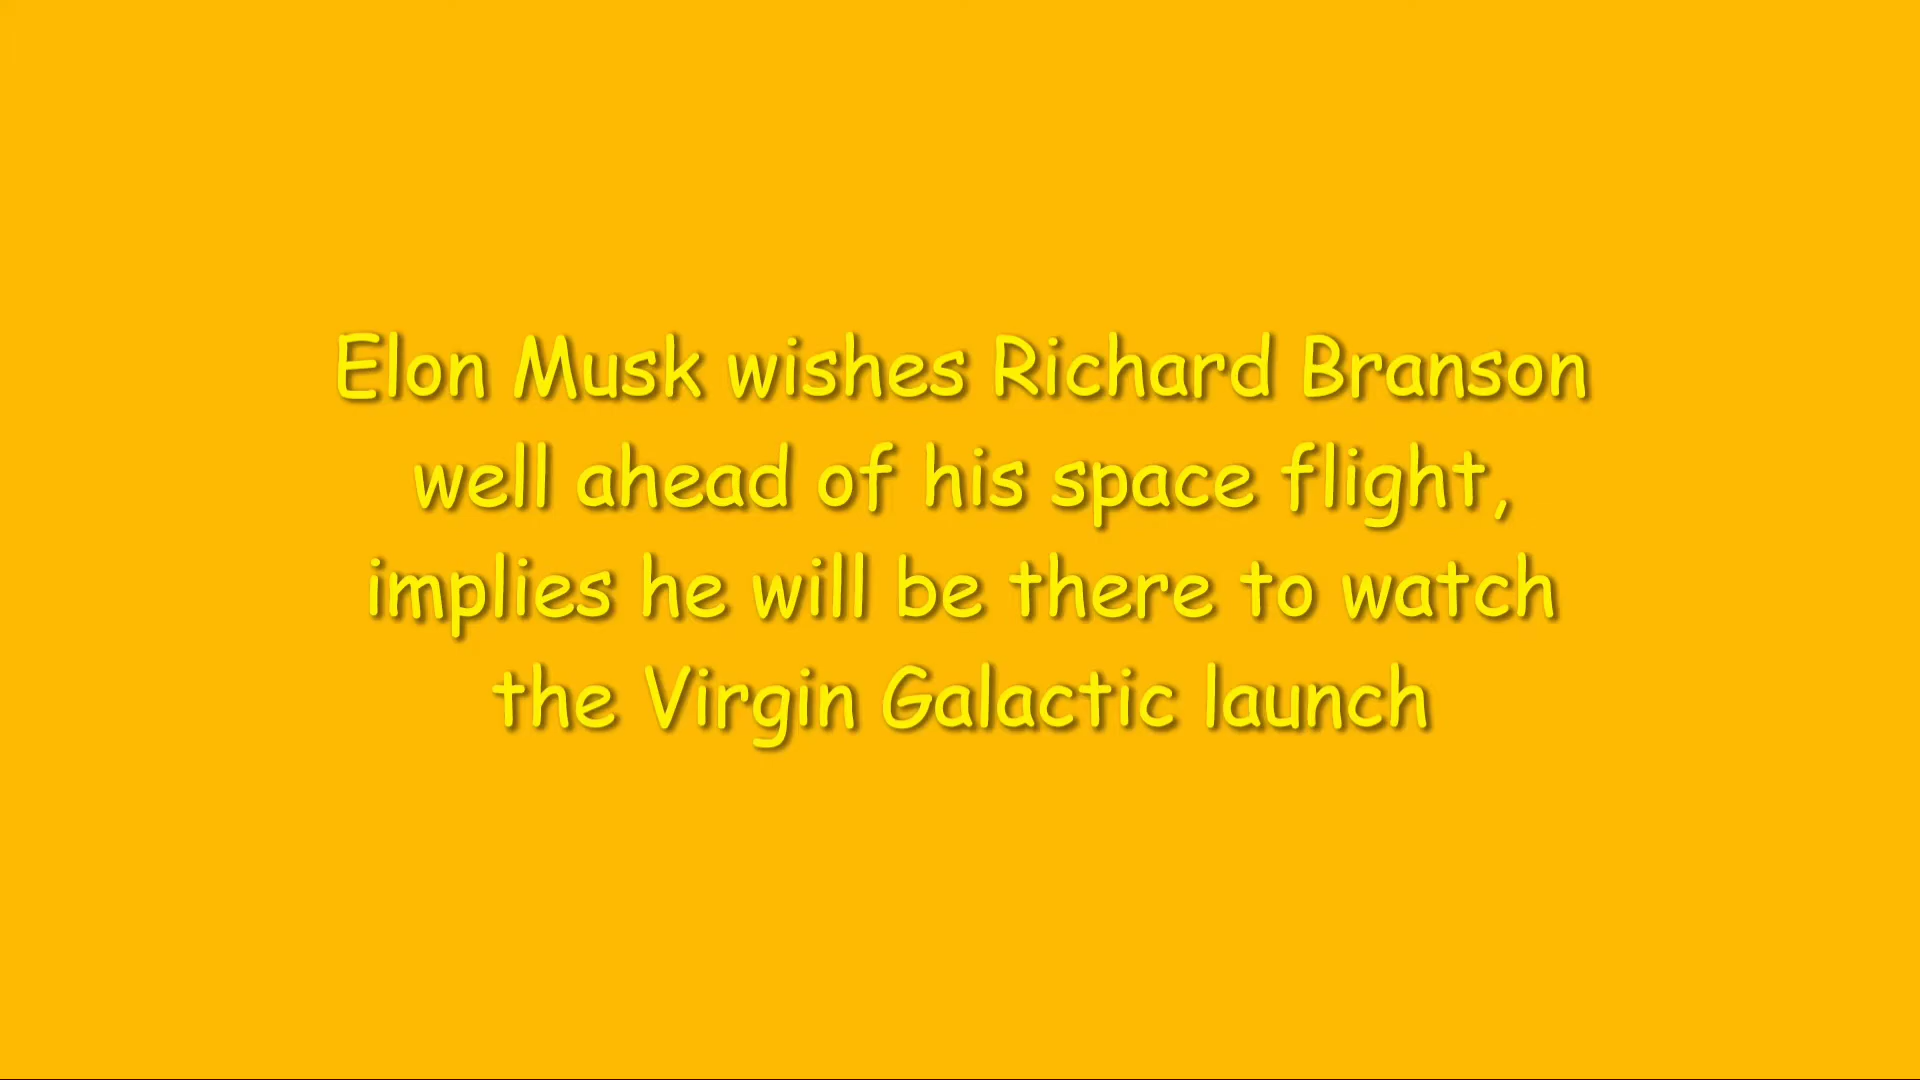 Elon Musk wishes Richard Branson
well ahead of his space flight,
implies he will be there to watch
the Virgin Galactic launch